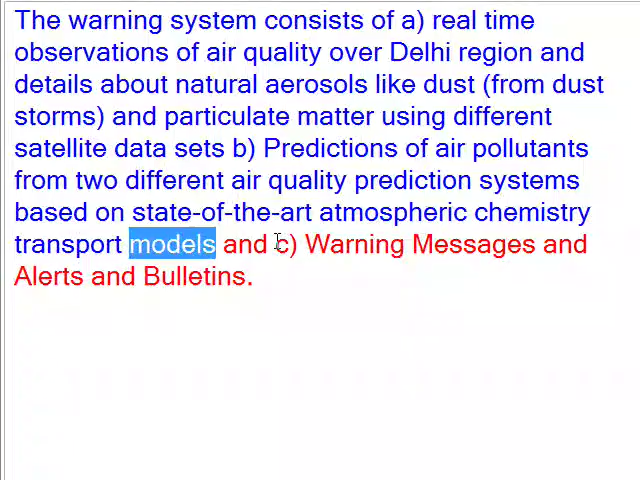 The warning system consists of a) real time
observations of air quality over Delhi region and
details about natural aerosols like dust (from dust
storms) and particulate matter using different
satellite data sets b) Predictions of air pollutants
from two different air quality prediction systems
based on state-of-the-art atmospheric chemistry
transport models and c) Warning Messages and
Alerts and Bulletins.